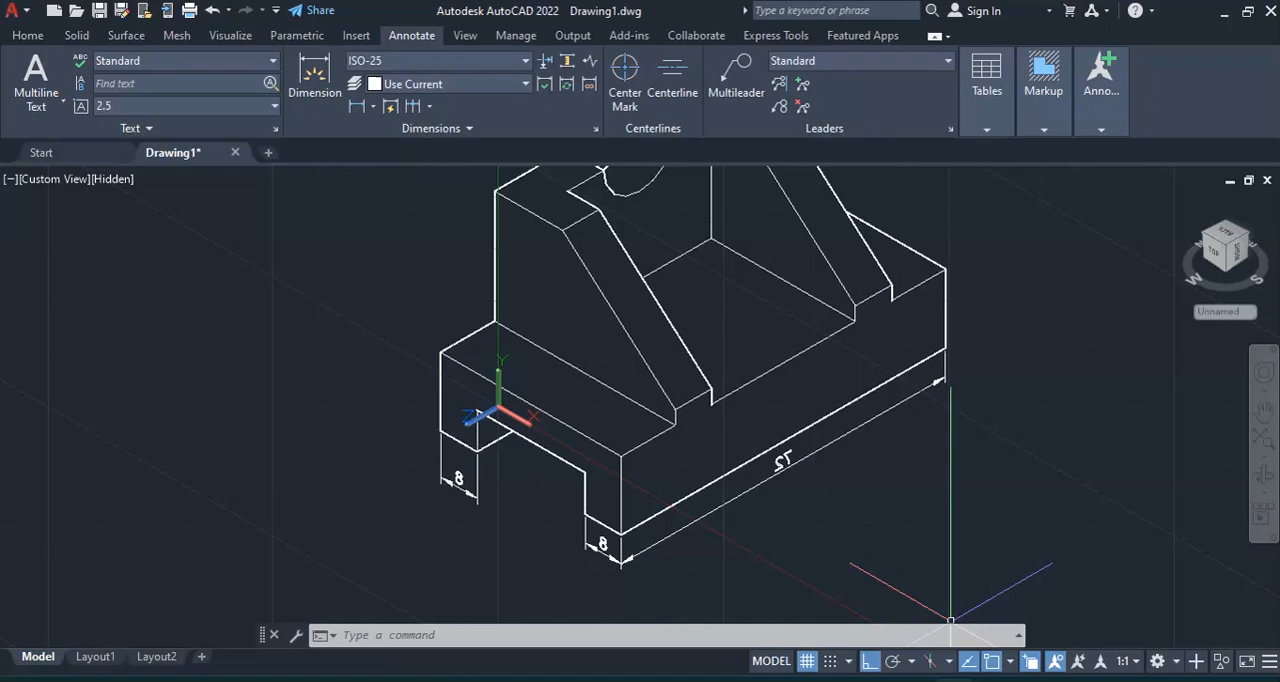 A Share Autodesk AutoCAD 2022 Drawing1.dwg Type a keyword or phrase Sign In ?
Home Solid Surface Mesh Visualize Parametric Insert Annotate View Manage Output Add-ins Collaborate Express Tools Featured Apps
A ABC Standard ISO-25 Standard
Multiline Text Find text Dimension Use Current Center Mark Centerline Multileader Tables Markup Anno...
A 2.5
Text Dimensions Centerlines Leaders
Start Drawing1* +
[−][Custom View][Hidden]
TOP
W S
Unnamed
Y
Z X
72
8
8
Type a command
Model Layout1 Layout2 + MODEL 1:1